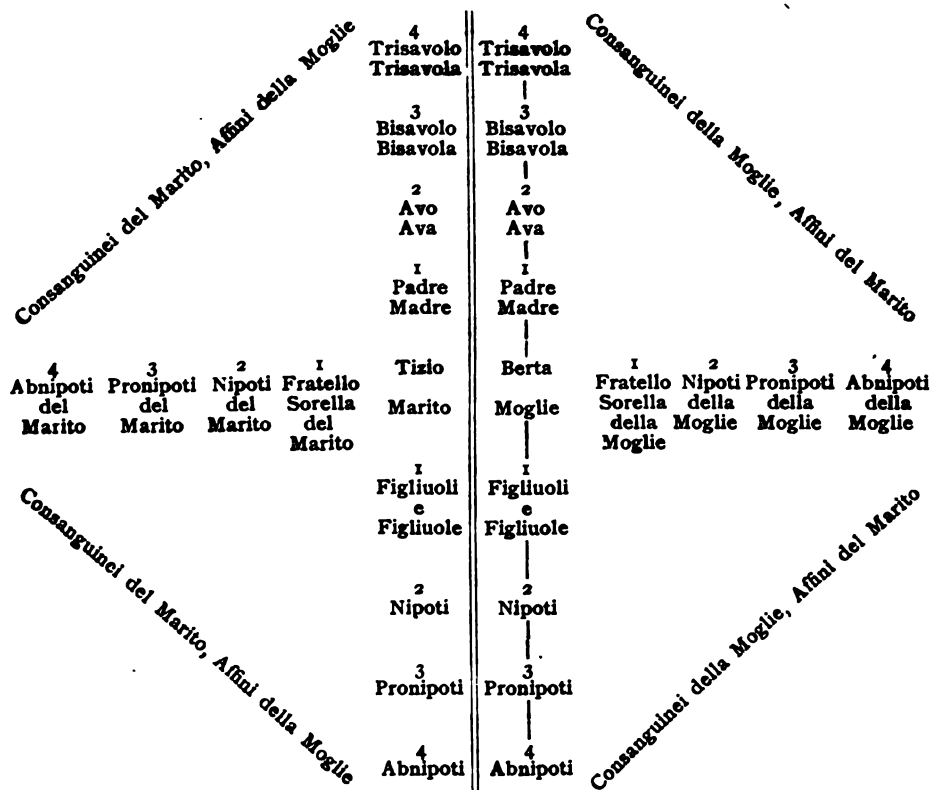 Consanguinei del Marito, Affini della Moglie
4
Trisavolo
Trisavola
3
Bisavolo
Bisavola
2
Avo
Ava
1
Padre
Madre
Tizio
Marito
4
Abnipoti
del
Marito
3
Pronipoti
del
Marito
2
Nipoti
del
Marito
1
Fratello
Sorella
del
Marito
1
Figliuoli
e
Figliuole
2
Nipoti
3
Pronipoti
4
Abnipoti
Consanguinei del Marito, Affini della Moglie
4
Trisavolo
Trisavola
3
Bisavolo
Bisavola
2
Avo
Ava
1
Padre
Madre
Berta
Moglie
1
Fratello
Sorella
della
Moglie
2
Nipoti
della
Moglie
3
Pronipoti
della
Moglie
4
Abnipoti
della
Moglie
1
Figliuoli
e
Figliuole
2
Nipoti
3
Pronipoti
4
Abnipoti
Consanguinei della Moglie, Affini del Marito
Consanguinei della Moglie, Affini del Marito